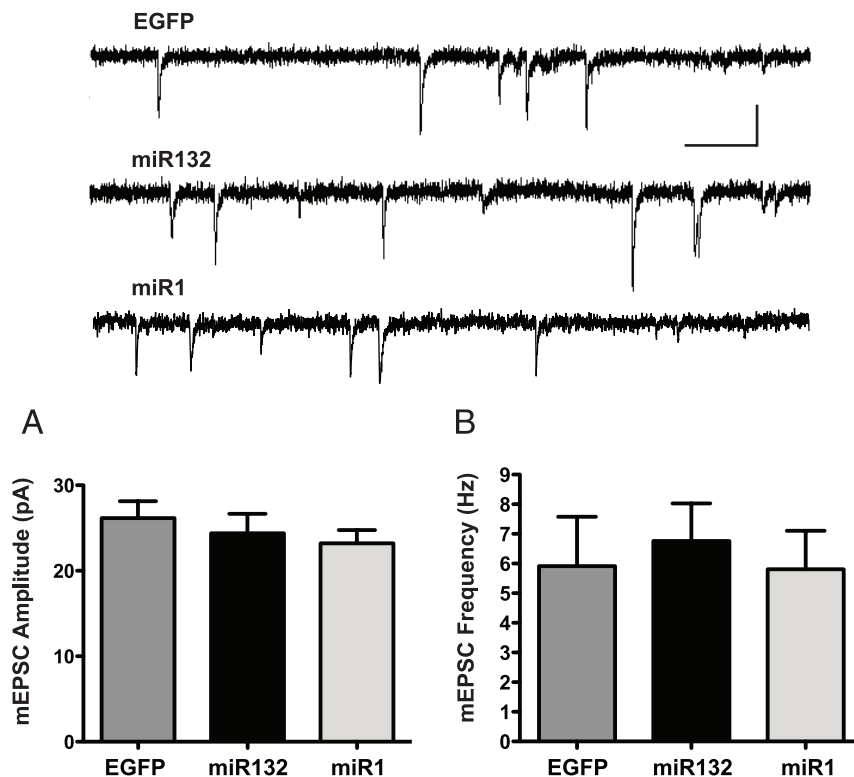 EGFP
miR132
miR1
A
B
mEPSC Amplitude (pA)
30
20
10
0
EGFP miR132 miR1
mEPSC Frequency (Hz)
9
8
7
6
5
4
3
2
1
0
EGFP miR132 miR1